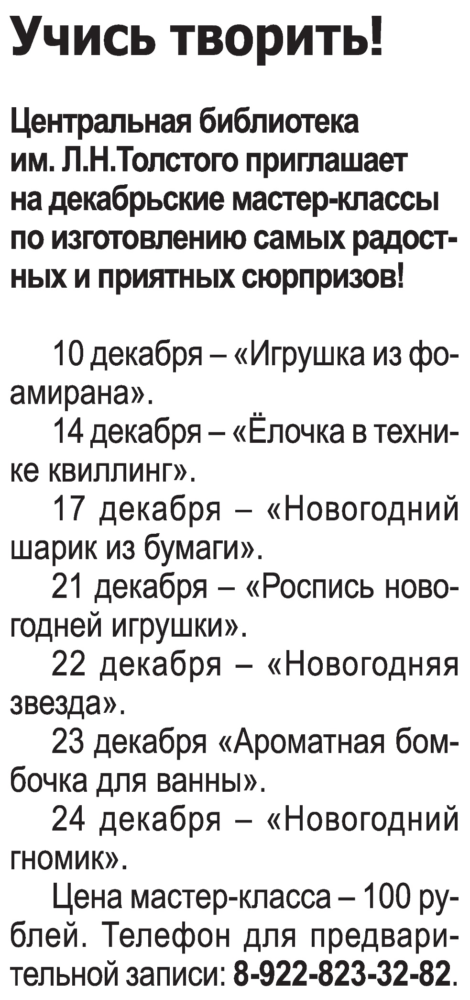 Учись творить!
Центральная библиотека
им. Л.Н.Толстого приглашает
на декабрьские мастер-классы
по изготовлению самых радост-
ных и приятных сюрпризов!
10 декабря – «Игрушка из фо-
амирана».
14 декабря – «Ёлочка в техни-
ке квиллинг».
17 декабря – «Новогодний
шарик из бумаги».
21 декабря – «Роспись ново-
годней игрушки».
22 декабря – «Новогодняя
звезда».
23 декабря «Ароматная бом-
бочка для ванны».
24 декабря – «Новогодний
гномик».
Цена мастер-класса – 100 ру-
блей. Телефон для предвари-
тельной записи: 8-922-823-32-82.